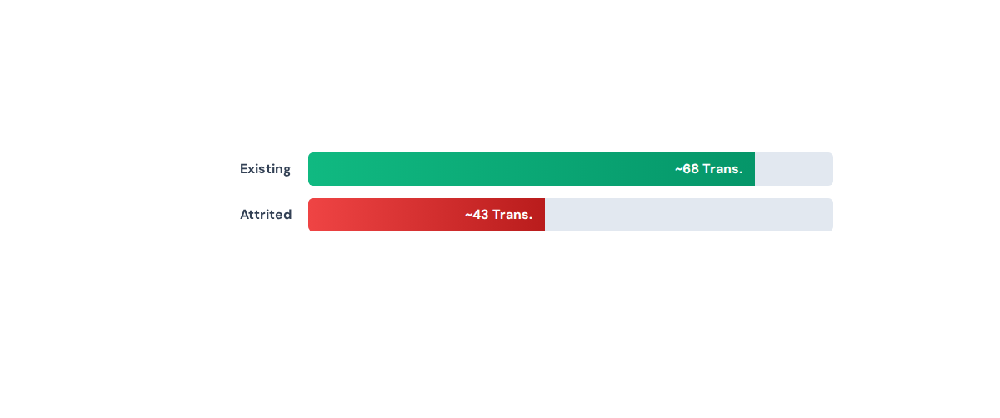 Existing
~68 Trans.
Attrited
~43 Trans.